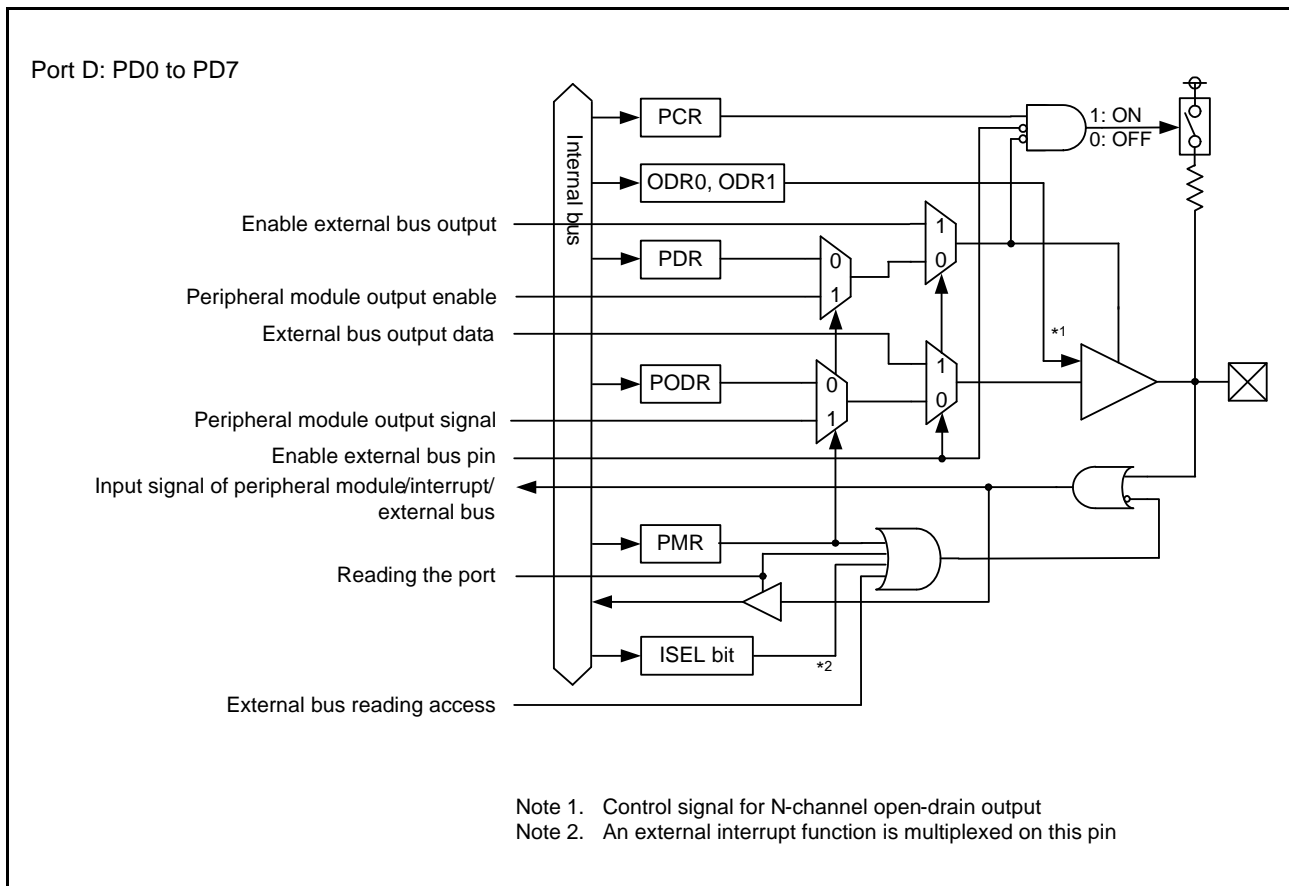 Port D: PD0 to PD7
PCR
1: ON
0: OFF
Internal bus
ODR0, ODR1
Enable external bus output
1
0
PDR
0
1
Peripheral module output enable
External bus output data
*1
1
0
PODR
0
1
Peripheral module output signal
Enable external bus pin
Input signal of peripheral module/interrupt/
external bus
PMR
Reading the port
ISEL bit
*2
External bus reading access
Note 1. Control signal for N-channel open-drain output
Note 2. An external interrupt function is multiplexed on this pin